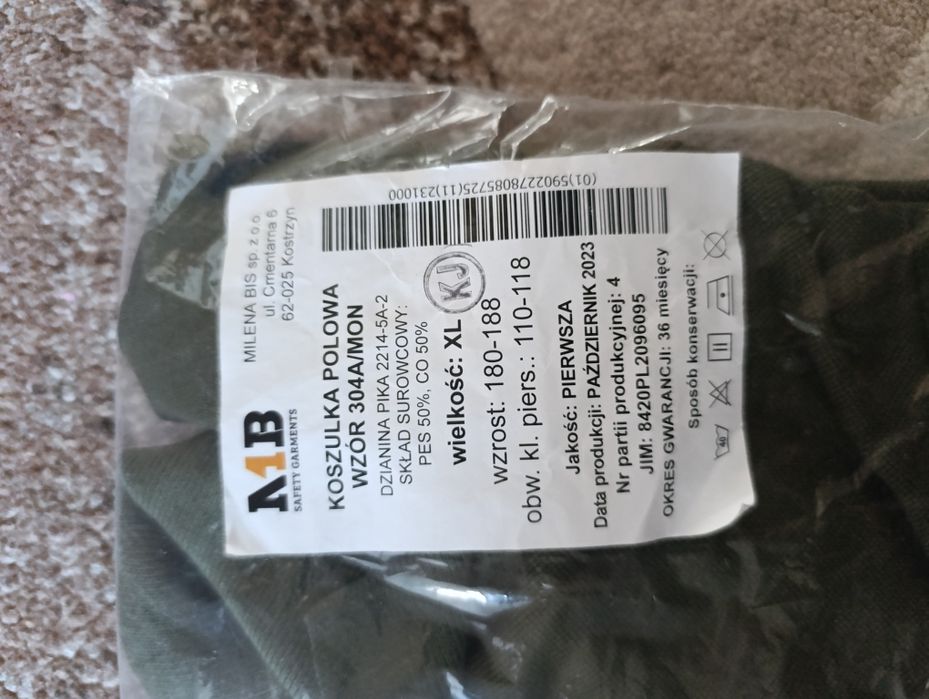 M1B
SAFETY GARMENTS
MILENA BIS sp. z o.o.
ul. Cmentarna 6
62-025 Kostrzyn
KOSZULKA POLOWA
WZÓR 304A/MON
DZIANINA PIKA 2214-5A-2
SKŁAD SUROWCOWY:
PES 50%, CO 50%
wielkość: XL
KJ
wzrost: 180-188
obw. kl. piers.: 110-118
(01)5902278085725(11)231000
Jakość: PIERWSZA
Data produkcji: PAŹDZIERNIK 2023
Nr partii produkcyjnej: 4
JIM: 8420PL2096095
OKRES GWARANCJI: 36 miesięcy
Sposób konserwacji:
40